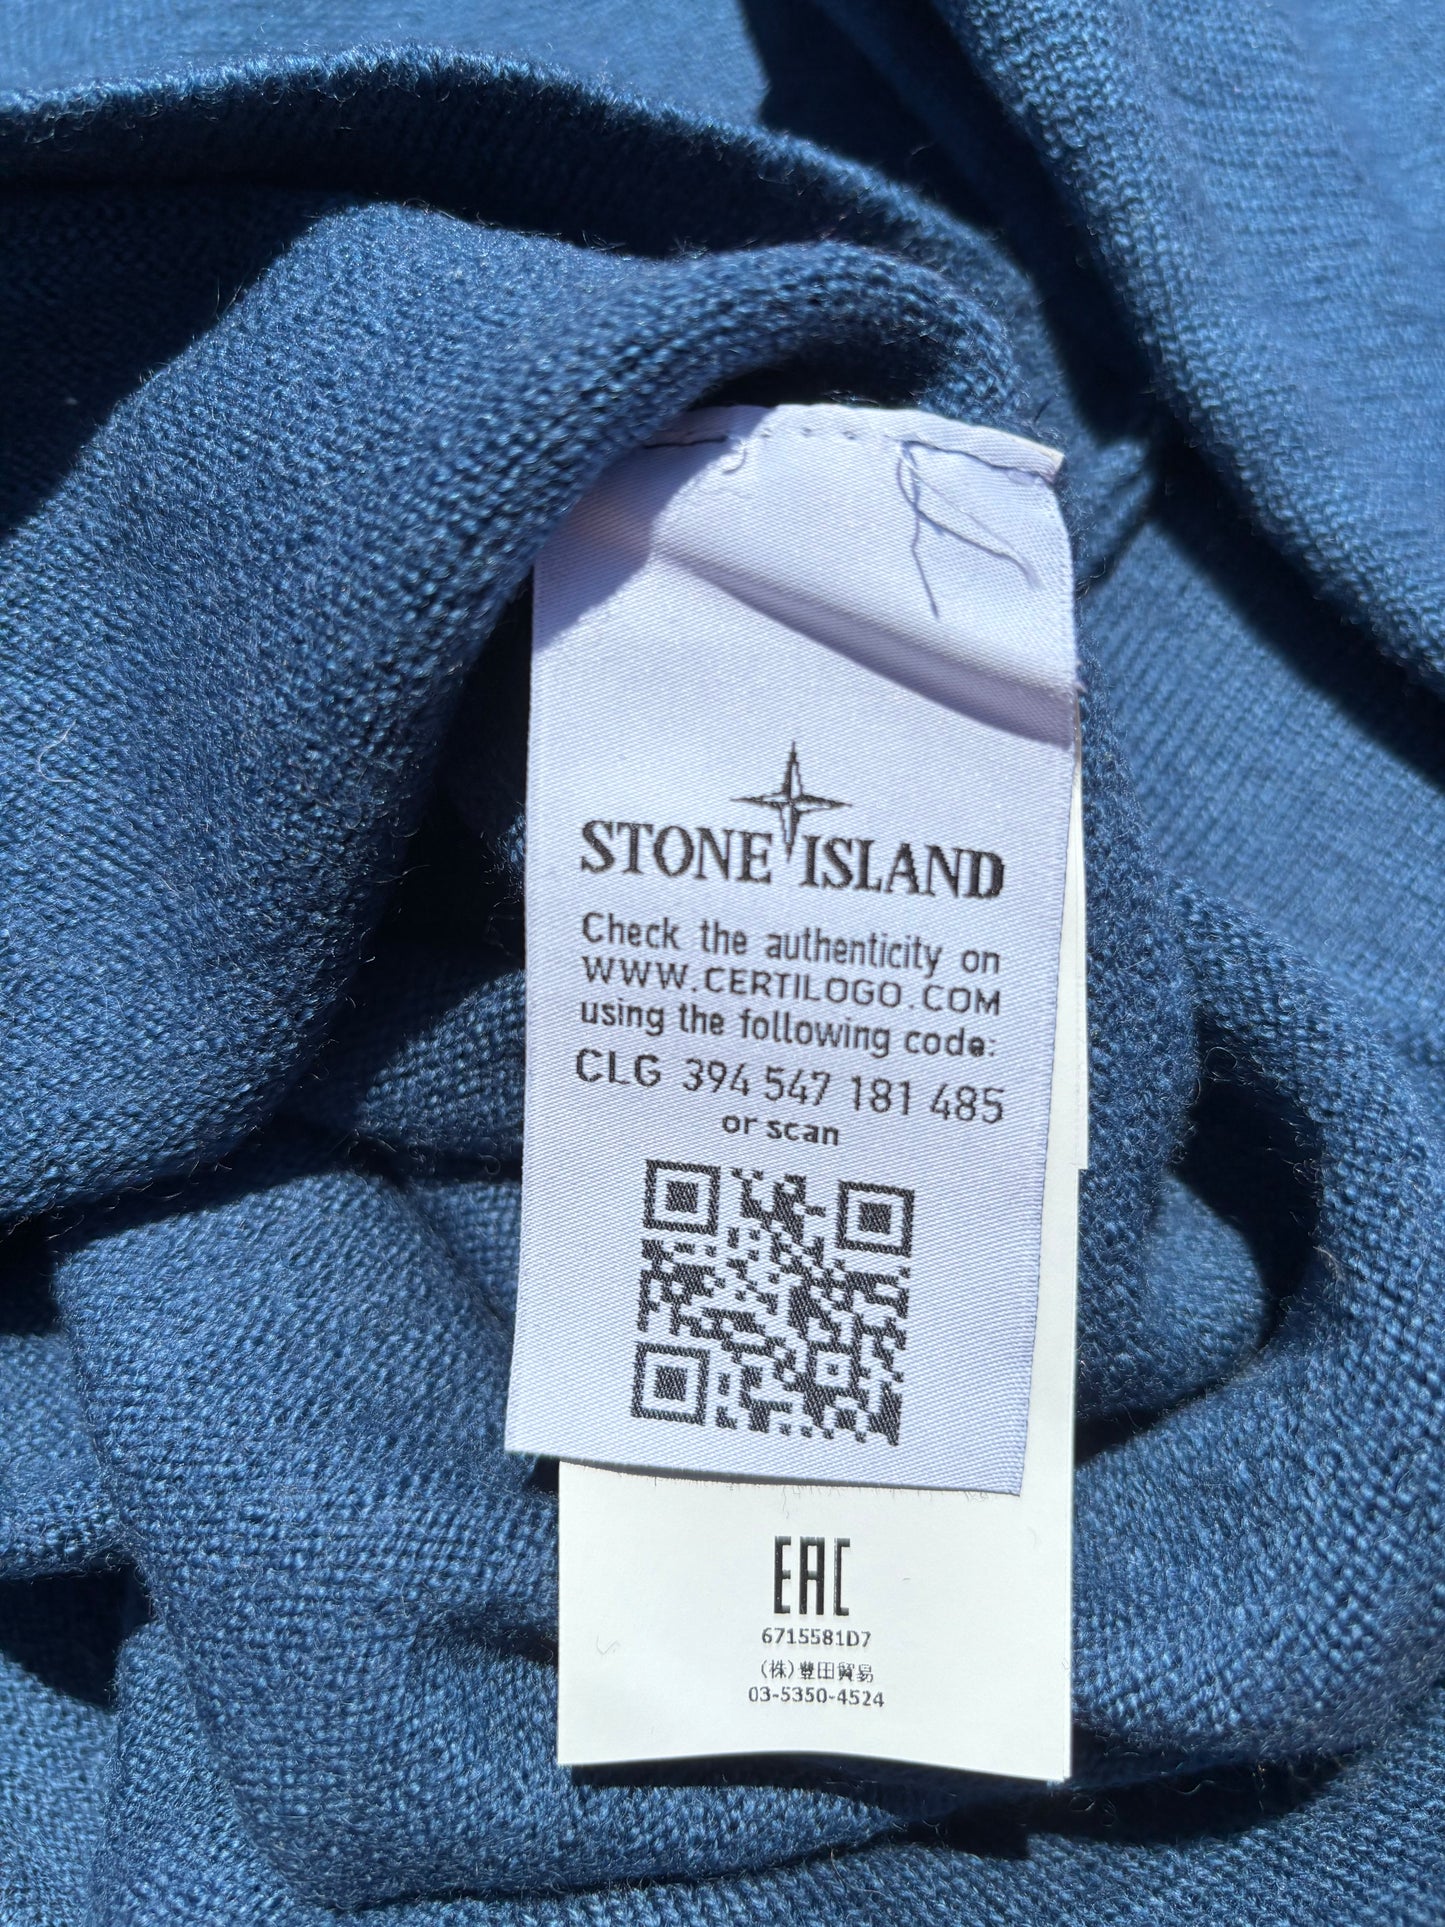 STONE ISLAND
Check the authenticity on
WWW.CERTILOGO.COM
using the following code:
CLG 394 547 181 485
or scan
EAC
6715581D7
(株)豊田貿易
03-5350-4524